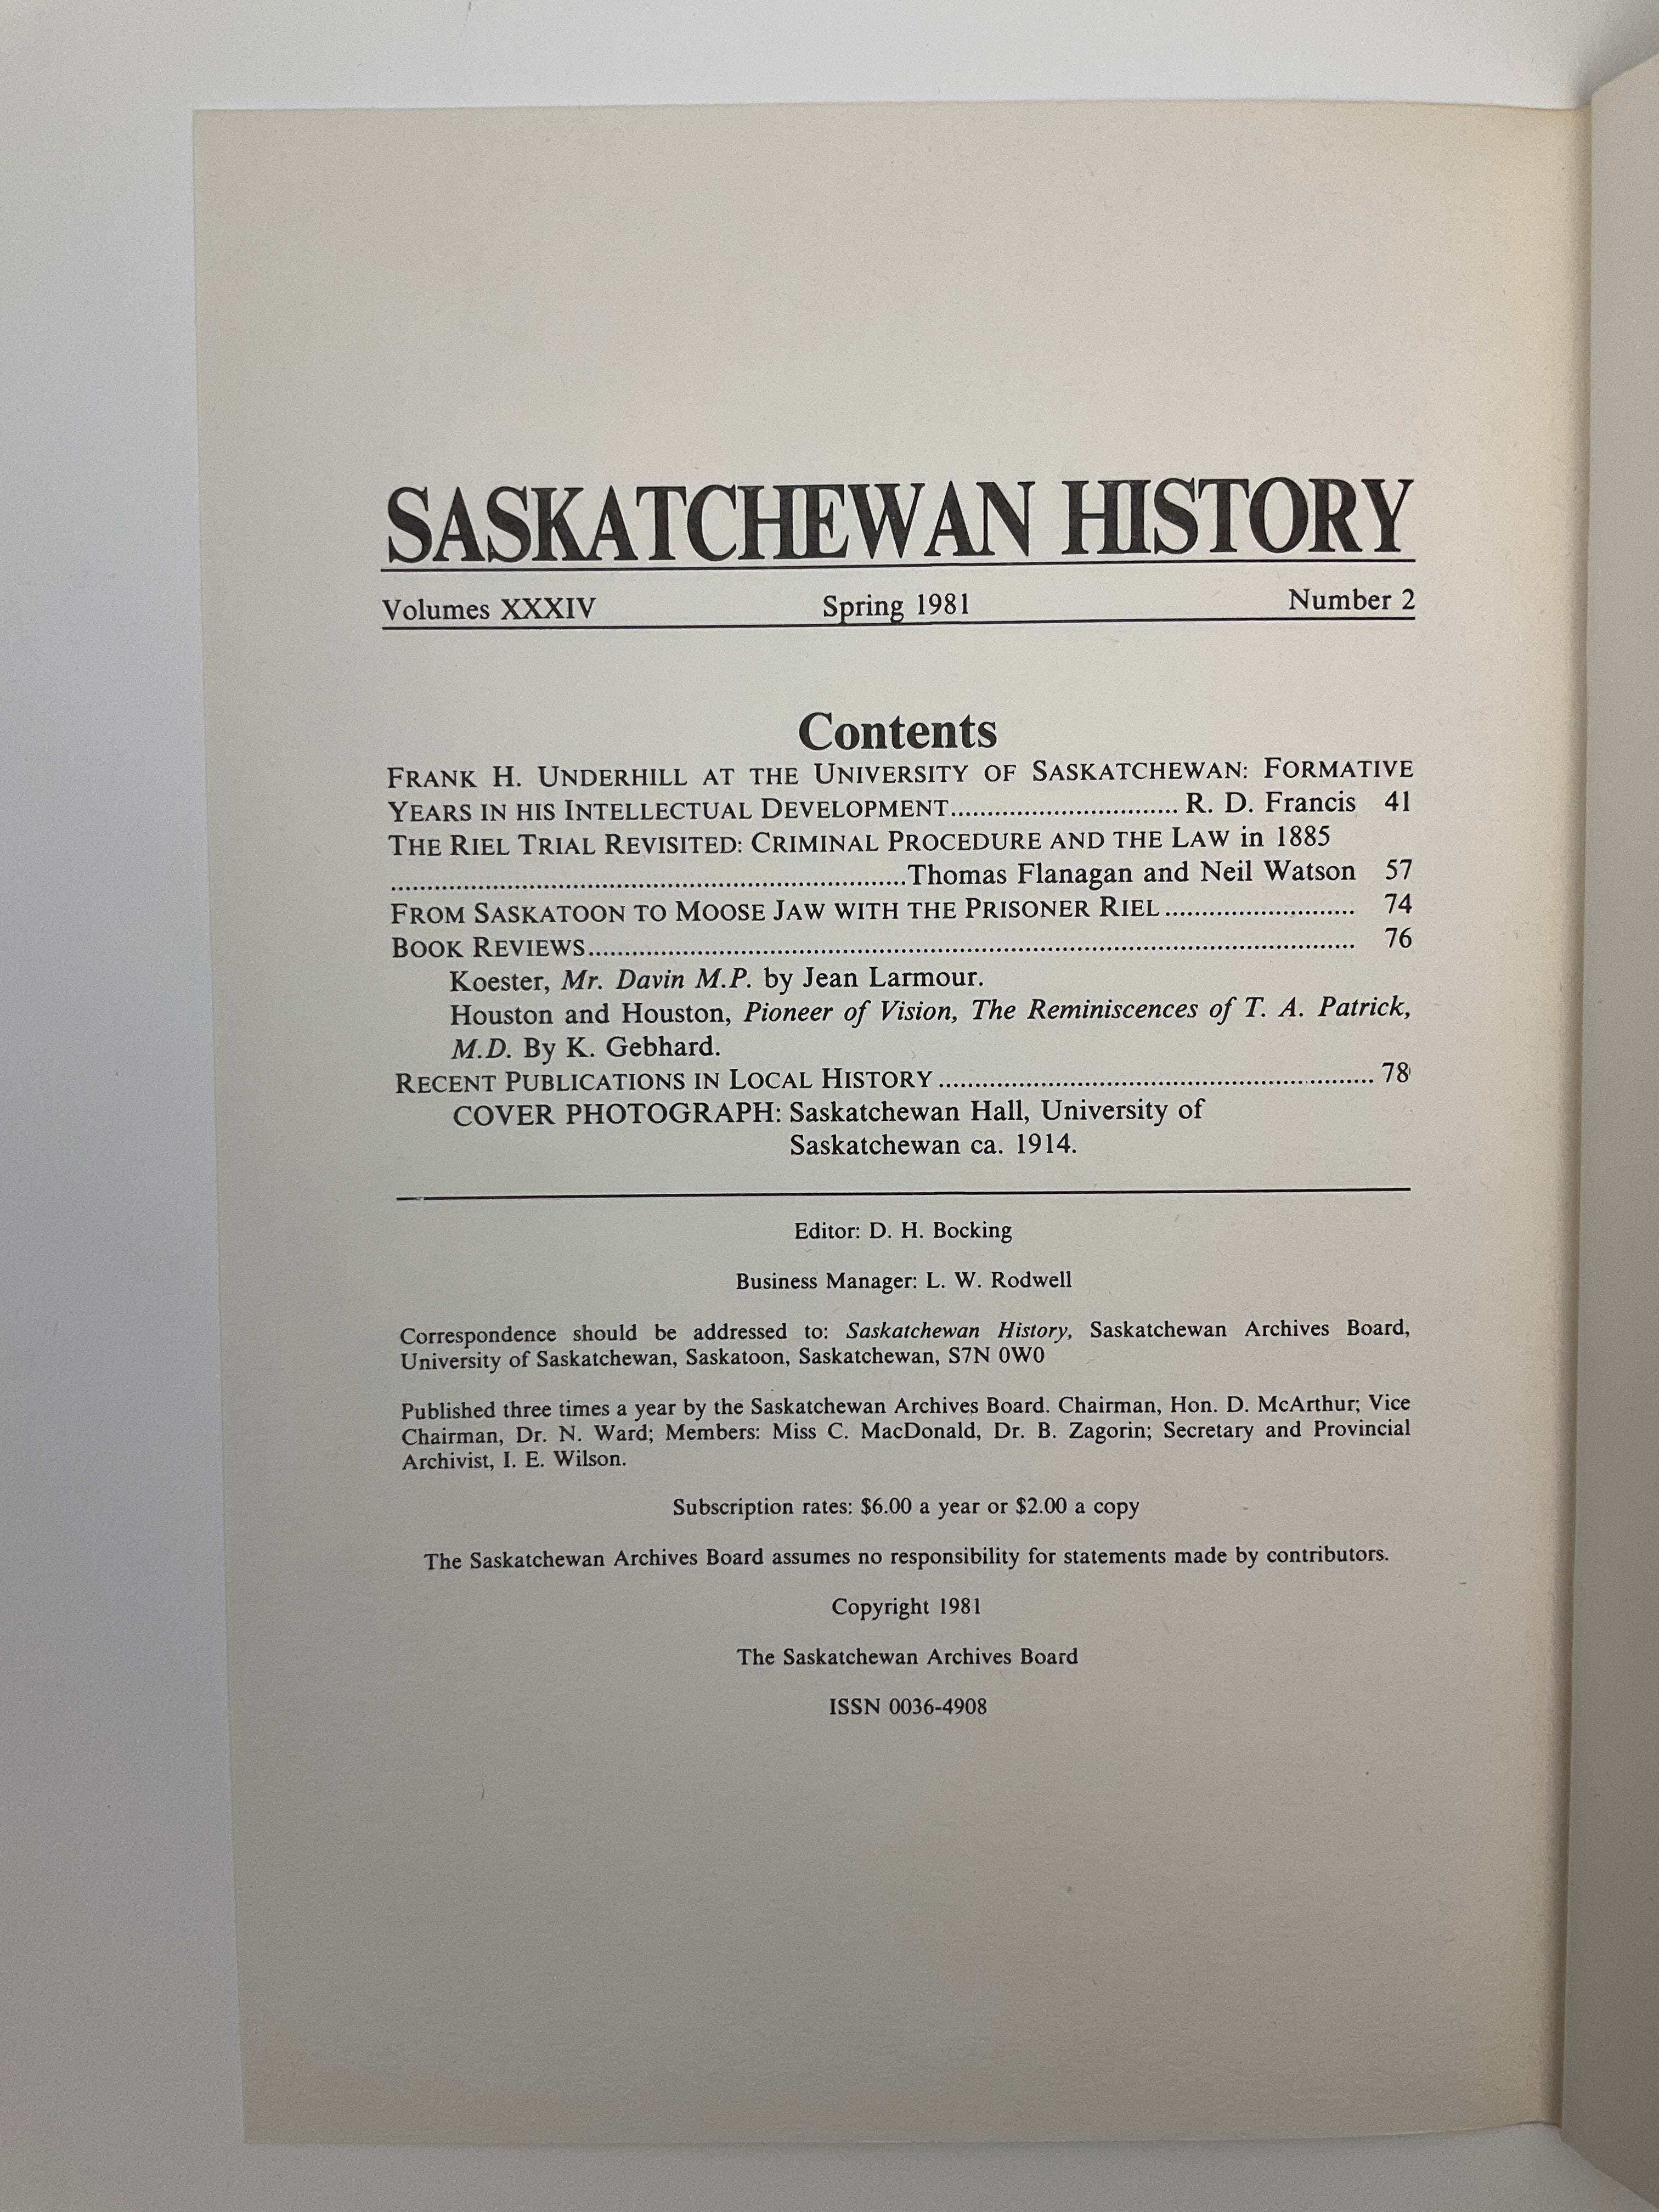 SASKATCHEWAN HISTORY
Volumes XXXIV Spring 1981 Number 2
Contents
FRANK H. UNDERHILL AT THE UNIVERSITY OF SASKATCHEWAN: FORMATIVE
YEARS IN HIS INTELLECTUAL DEVELOPMENT................................ R. D. Francis 41
THE RIEL TRIAL REVISITED: CRIMINAL PROCEDURE AND THE LAW in 1885
........................................................................Thomas Flanagan and Neil Watson 57
FROM SASKATOON TO MOOSE JAW WITH THE PRISONER RIEL .......................... 74
BOOK REVIEWS........................................................................................................... 76
Koester, Mr. Davin M.P. by Jean Larmour.
Houston and Houston, Pioneer of Vision, The Reminiscences of T. A. Patrick,
M.D. By K. Gebhard.
RECENT PUBLICATIONS IN LOCAL HISTORY ............................................................. 78
COVER PHOTOGRAPH: Saskatchewan Hall, University of
Saskatchewan ca. 1914.
Editor: D. H. Bocking
Business Manager: L. W. Rodwell
Correspondence should be addressed to: Saskatchewan History, Saskatchewan Archives Board,
University of Saskatchewan, Saskatoon, Saskatchewan, S7N 0W0
Published three times a year by the Saskatchewan Archives Board. Chairman, Hon. D. McArthur; Vice
Chairman, Dr. N. Ward; Members: Miss C. MacDonald, Dr. B. Zagorin; Secretary and Provincial
Archivist, I. E. Wilson.
Subscription rates: $6.00 a year or $2.00 a copy
The Saskatchewan Archives Board assumes no responsibility for statements made by contributors.
Copyright 1981
The Saskatchewan Archives Board
ISSN 0036-4908